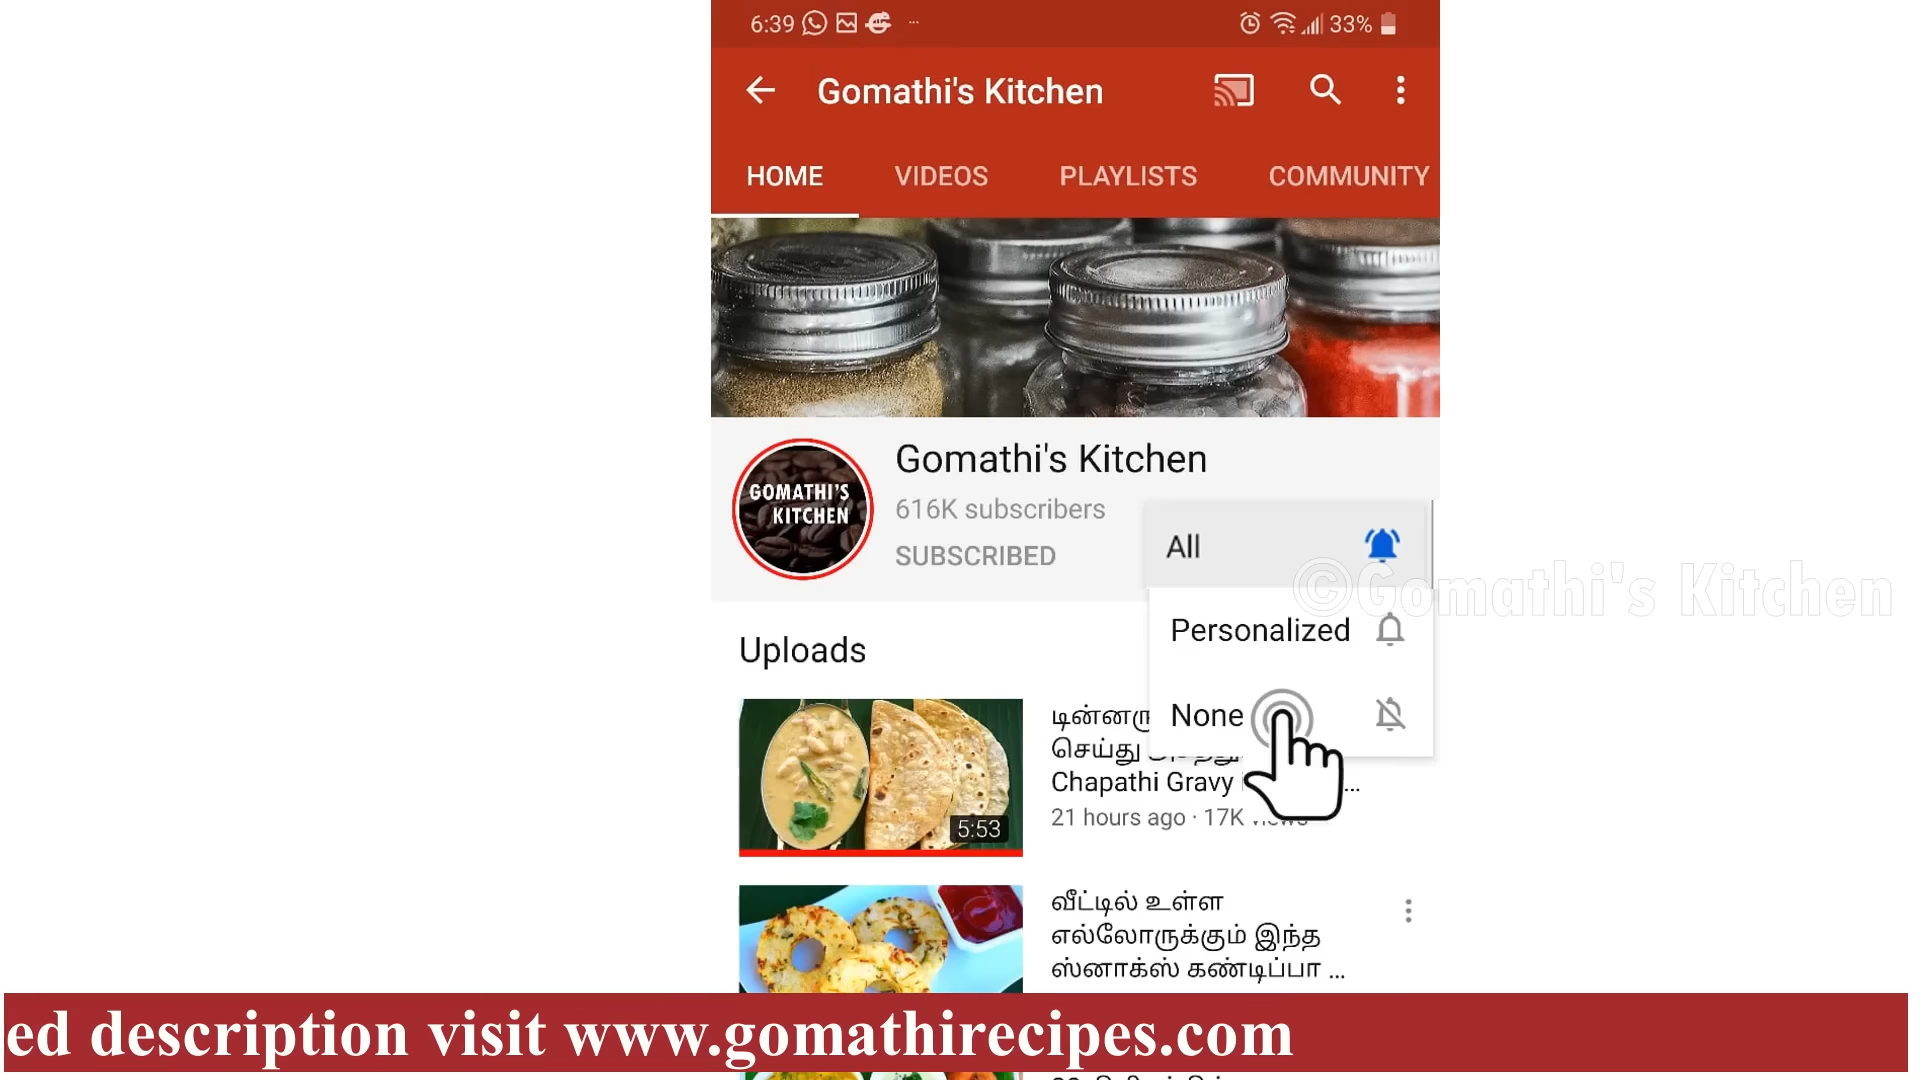 6:39
33%
Gomathi's Kitchen
HOME VIDEOS PLAYLISTS COMMUNITY
GOMATHI'S
KITCHEN
Gomathi's Kitchen
616K subscribers
SUBSCRIBED
All
©Gomathi's Kitchen
Personalized
None
Uploads
செய்து
Chapathi Gravy
...
21 hours ago · 17K views
5:53
வீட்டில் உள்ள
எல்லோருக்கும் இந்த
ஸ்னாக்ஸ் கண்டிப்பா ...
ed description visit www.gomathirecipes.com